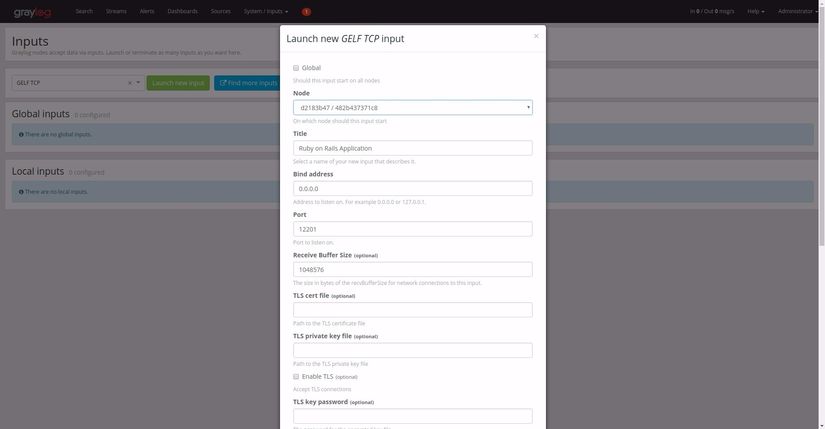 graylog Search Streams Alerts Dashboards Sources System / Inputs 1 In 0 / Out 0 msg/s Help Administrator
Inputs
Graylog nodes accept data via inputs. Launch or terminate as many inputs as you want here.
GELF TCP Launch new input Find more inputs
Global inputs 0 configured
There are no global inputs.
Local inputs 0 configured
There are no local inputs.
Launch new GELF TCP input ×
Global
Should this input start on all nodes
Node
d2183b47 / 482b437371c8
On which node should this input start
Title
Ruby on Rails Application
Select a name of your new input that describes it.
Bind address
0.0.0.0
Address to listen on. For example 0.0.0.0 or 127.0.0.1.
Port
12201
Port to listen on.
Receive Buffer Size (optional)
1048576
The size in bytes of the recvBufferSize for network connections to this input.
TLS cert file (optional)
Path to the TLS certificate file
TLS private key file (optional)
Path to the TLS private key file
Enable TLS (optional)
Accept TLS connections
TLS key password (optional)